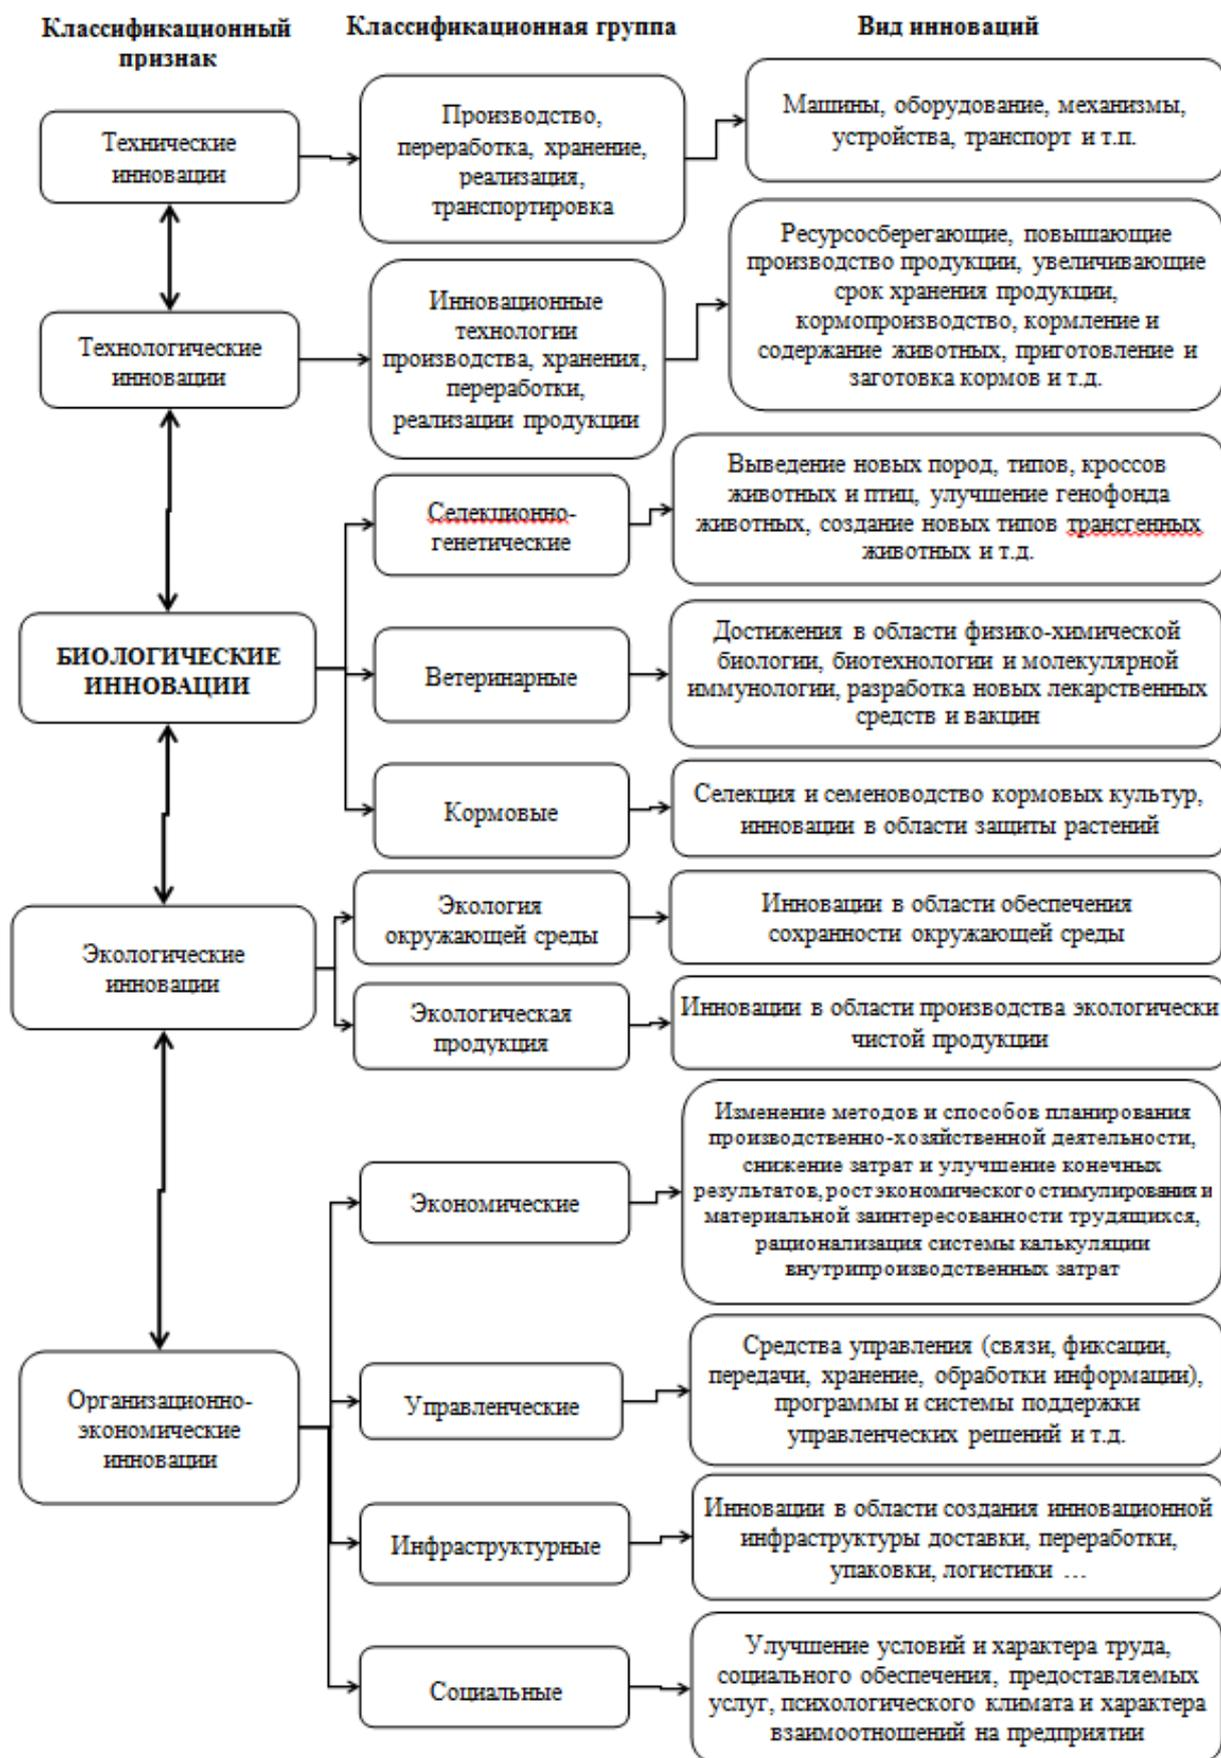 Классификационный
признак
Классификационная группа
Вид инноваций
Технические
инновации
Производство,
переработка, хранение,
реализация,
транспортировка
Машины, оборудование, механизмы,
устройства, транспорт и т.п.
Технологические
инновации
Инновационные
технологии
производства, хранения,
переработки,
реализации продукции
Ресурсосберегающие, повышающие
производство продукции, увеличивающие
срок хранения продукции,
кормопроизводство, кормление и
содержание животных, приготовление и
заготовка кормов и т.д.
БИОЛОГИЧЕСКИЕ
ИННОВАЦИИ
Селекционно-
генетические
Выведение новых пород, типов, кроссов
животных и птиц, улучшение генофонда
животных, создание новых типов трансгенных
животных и т.д.
Ветеринарные
Достижения в области физико-химической
биологии, биотехнологии и молекулярной
иммунологии, разработка новых лекарственных
средств и вакцин
Кормовые
Селекция и семеноводство кормовых культур,
инновации в области защиты растений
Экологические
инновации
Экология
окружающей среды
Инновации в области обеспечения
сохранности окружающей среды
Экологическая
продукция
Инновации в области производства экологически
чистой продукции
Организационно-
экономические
инновации
Экономические
Изменение методов и способов планирования
производственно-хозяйственной деятельности,
снижение затрат и улучшение конечных
результатов, рост экономического стимулирования и
материальной заинтересованности трудящихся,
рационализация системы калькуляции
внутрипроизводственных затрат
Управленческие
Средства управления (связи, фиксации,
передачи, хранение, обработки информации),
программы и системы поддержки
управленческих решений и т.д.
Инфраструктурные
Инновации в области создания инновационной
инфраструктуры доставки, переработки,
упаковки, логистики ...
Социальные
Улучшение условий и характера труда,
социального обеспечения, предоставляемых
услуг, психологического климата и характера
взаимоотношений на предприятии